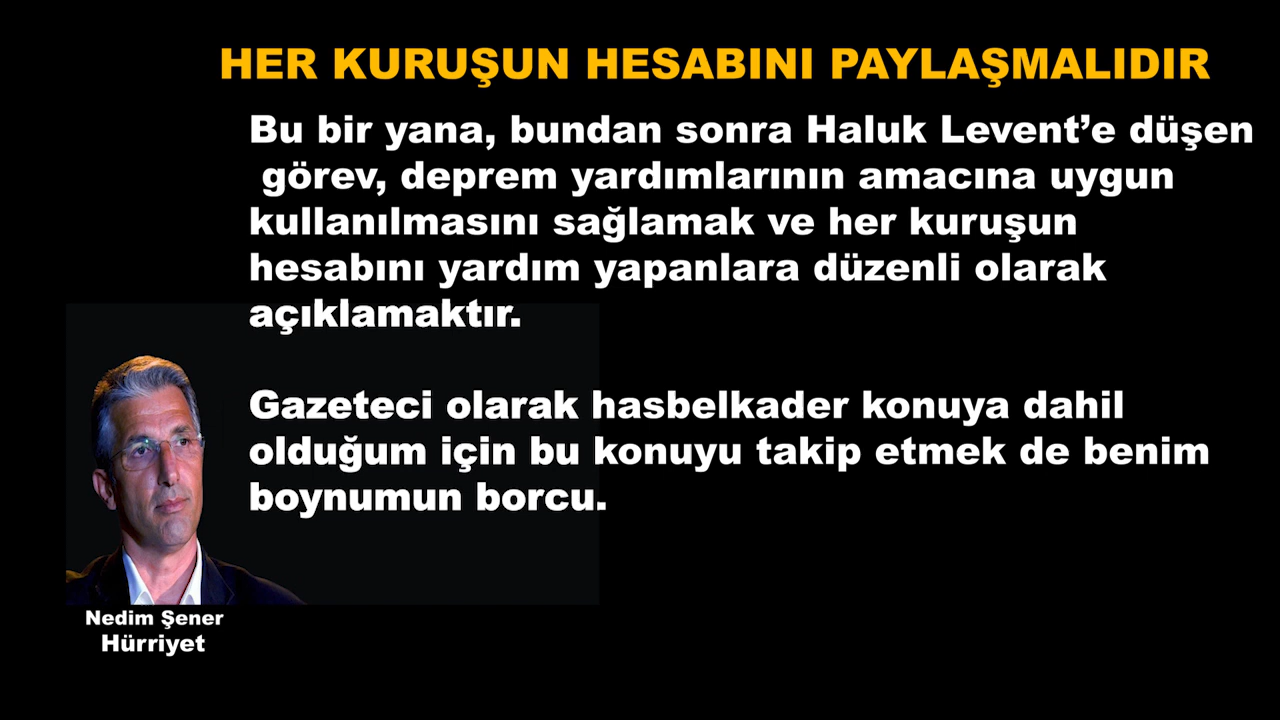 HER KURUŞUN HESABINI PAYLAŞMALIDIR
Bu bir yana, bundan sonra Haluk Levent’e düşen
görev, deprem yardımlarının amacına uygun
kullanılmasını sağlamak ve her kuruşun
hesabını yardım yapanlara düzenli olarak
açıklamaktır.
Gazeteci olarak hasbelkader konuya dahil
olduğum için bu konuyu takip etmek de benim
boynumun borcu.
Nedim Şener
Hürriyet